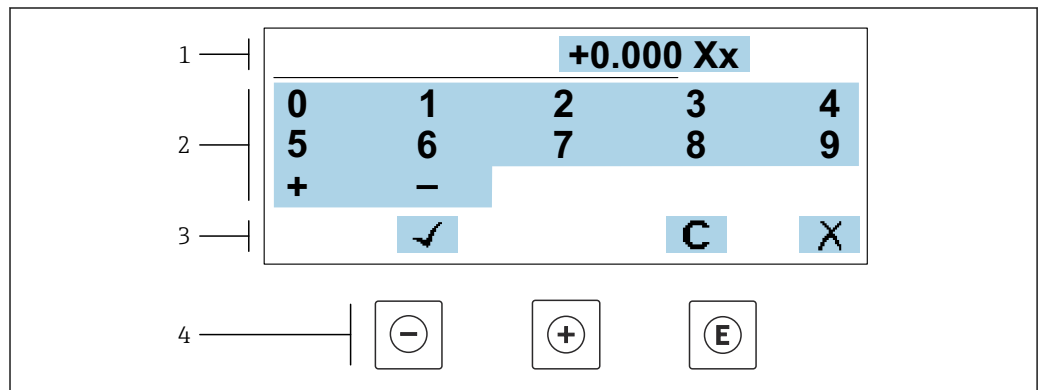 1 +0.000 Xx
0 1 2 3 4
2 5 6 7 8 9
+ −
3 ✓ C X
4 − + E